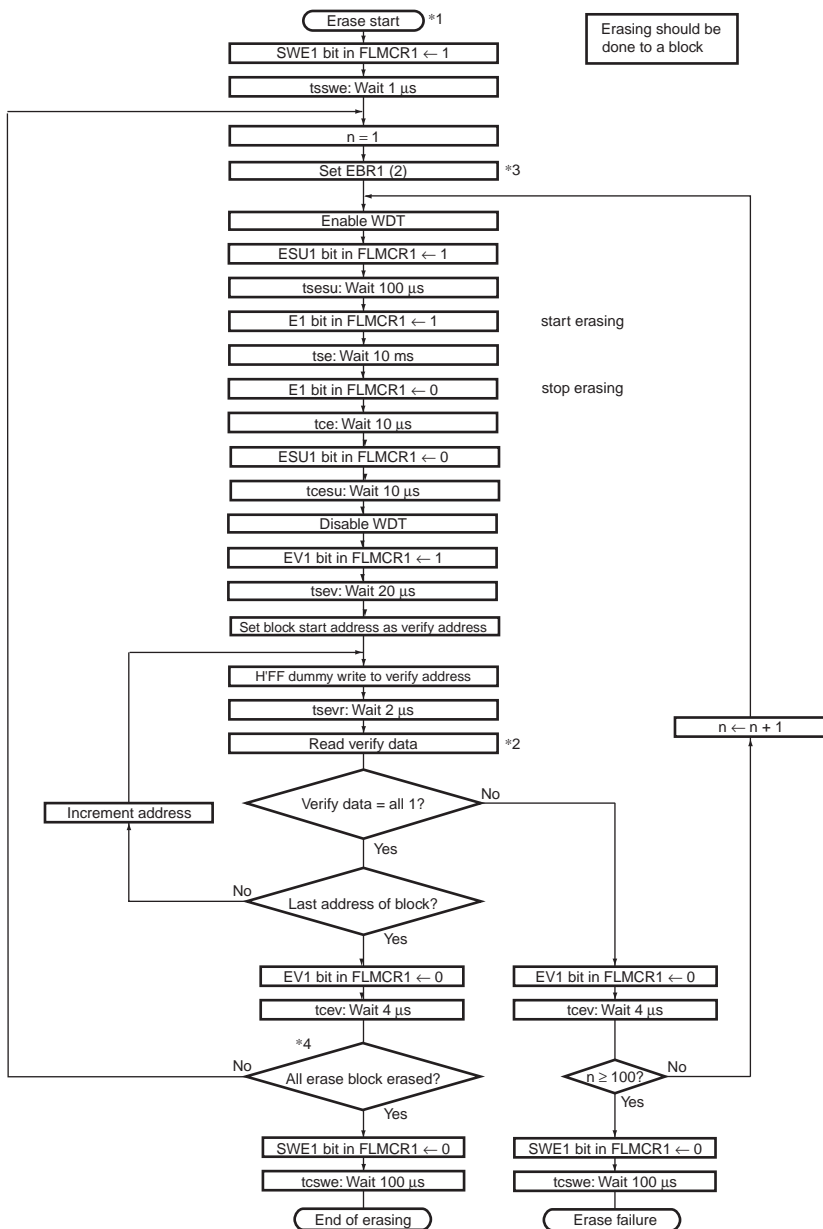 Erase start
*1
Erasing should be
done to a block
SWE1 bit in FLMCR1 ← 1
tsswe: Wait 1 μs
n = 1
Set EBR1 (2)
*3
Enable WDT
ESU1 bit in FLMCR1 ← 1
tsesu: Wait 100 μs
E1 bit in FLMCR1 ← 1
start erasing
tse: Wait 10 ms
E1 bit in FLMCR1 ← 0
stop erasing
tce: Wait 10 μs
ESU1 bit in FLMCR1 ← 0
tcesu: Wait 10 μs
Disable WDT
EV1 bit in FLMCR1 ← 1
tsev: Wait 20 μs
Set block start address as verify address
H'FF dummy write to verify address
tsevr: Wait 2 μs
n ← n + 1
Read verify data
*2
Verify data = all 1?
No
Increment address
Yes
No
Last address of block?
Yes
EV1 bit in FLMCR1 ← 0
EV1 bit in FLMCR1 ← 0
tcev: Wait 4 μs
tcev: Wait 4 μs
*4
No
All erase block erased?
n ≥ 100?
No
Yes
Yes
SWE1 bit in FLMCR1 ← 0
SWE1 bit in FLMCR1 ← 0
tcswe: Wait 100 μs
tcswe: Wait 100 μs
End of erasing
Erase failure